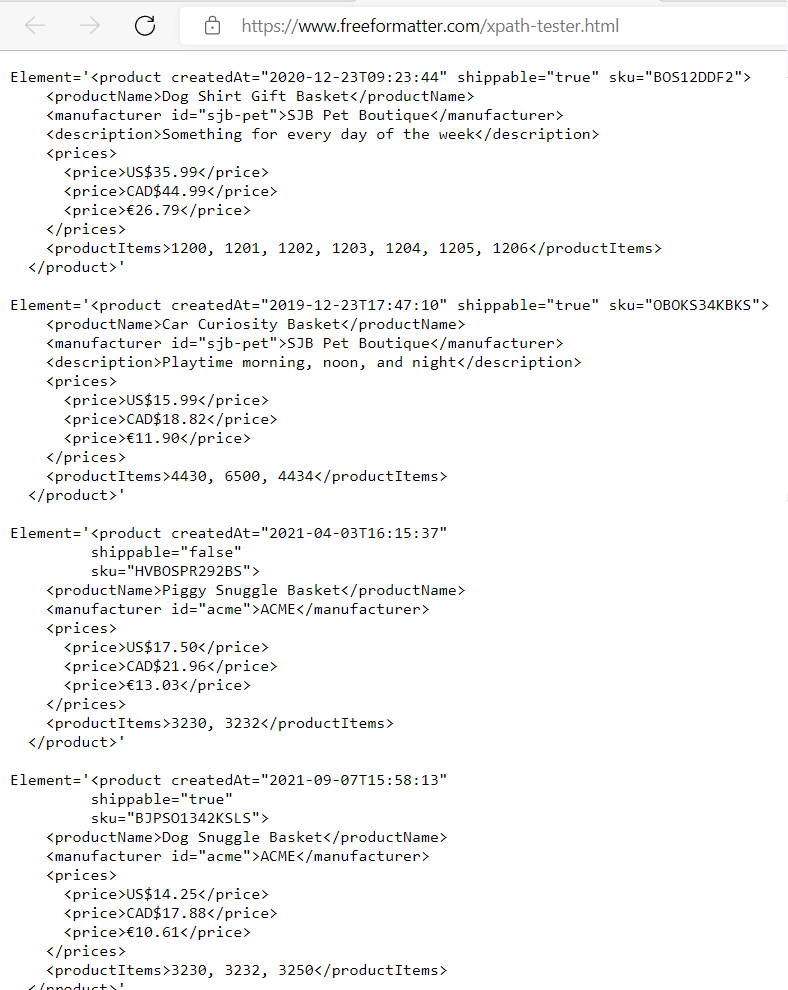 https://www.freeformatter.com/xpath-tester.html
Element='<product createdAt="2020-12-23T09:23:44" shippable="true" sku="BOS12DDF2">
<productName>Dog Shirt Gift Basket</productName>
<manufacturer id="sjb-pet">SJB Pet Boutique</manufacturer>
<description>Something for every day of the week</description>
<prices>
<price>US$35.99</price>
<price>CAD$44.99</price>
<price>€26.79</price>
</prices>
<productItems>1200, 1201, 1202, 1203, 1204, 1205, 1206</productItems>
</product>'
Element='<product createdAt="2019-12-23T17:47:10" shippable="true" sku="OBOKS34KBKS">
<productName>Car Curiosity Basket</productName>
<manufacturer id="sjb-pet">SJB Pet Boutique</manufacturer>
<description>Playtime morning, noon, and night</description>
<prices>
<price>US$15.99</price>
<price>CAD$18.82</price>
<price>€11.90</price>
</prices>
<productItems>4430, 6500, 4434</productItems>
</product>'
Element='<product createdAt="2021-04-03T16:15:37"
shippable="false"
sku="HVBOSPR292BS">
<productName>Piggy Snuggle Basket</productName>
<manufacturer id="acme">ACME</manufacturer>
<prices>
<price>US$17.50</price>
<price>CAD$21.96</price>
<price>€13.03</price>
</prices>
<productItems>3230, 3232</productItems>
</product>'
Element='<product createdAt="2021-09-07T15:58:13"
shippable="true"
sku="BJPSO1342KSLS">
<productName>Dog Snuggle Basket</productName>
<manufacturer id="acme">ACME</manufacturer>
<prices>
<price>US$14.25</price>
<price>CAD$17.88</price>
<price>€10.61</price>
</prices>
<productItems>3230, 3232, 3250</productItems>
</product>'